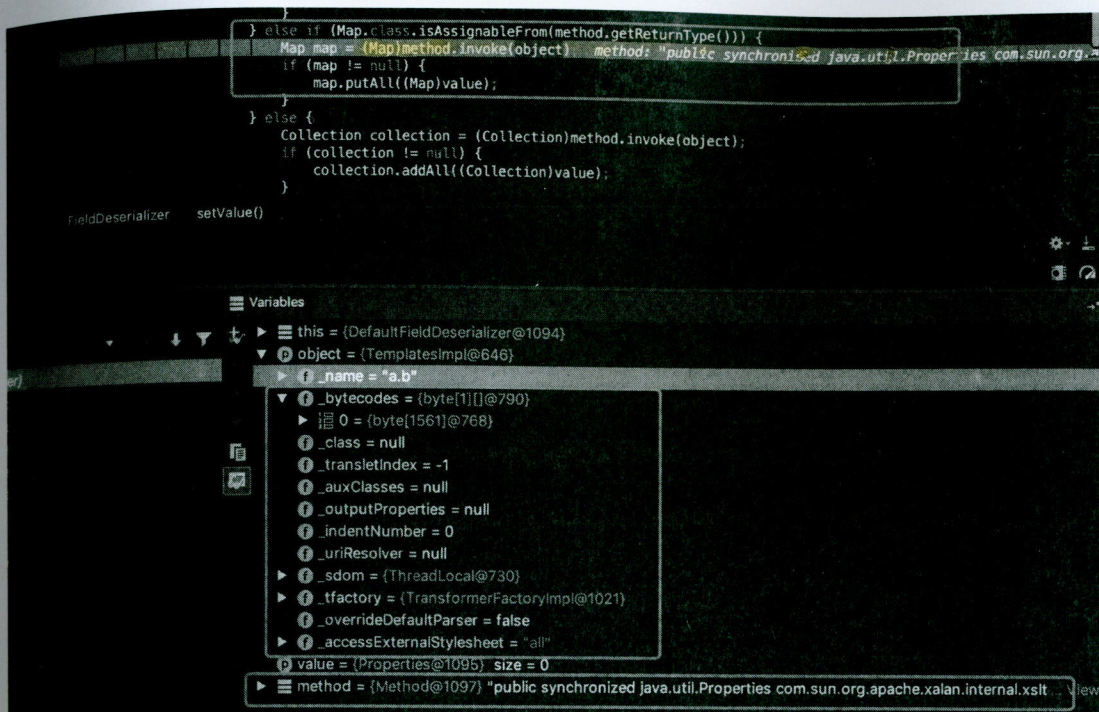 }
} else if (Map.class.isAssignableFrom(method.getReturnType())) {
Map map = (Map)method.invoke(object) method: "public synchronized java.util.Properties com.sun.org.
if (map != null) {
map.putAll((Map)value);
}
} else {
Collection collection = (Collection)method.invoke(object);
if (collection != null) {
collection.addAll((Collection)value);
}
FieldDeserializer setValue()
Variables
this = {DefaultFieldDeserializer@1094}
object = {TemplatesImpl@646}
er)
_name = "a.b"
_bytecodes = {byte[1][]@790}
0 = {byte[1561]@768}
_class = null
_transletIndex = -1
_auxClasses = null
_outputProperties = null
_indentNumber = 0
_uriResolver = null
_sdom = {ThreadLocal@730}
_tfactory = {TransformerFactoryImpl@1021}
_overrideDefaultParser = false
_accessExternalStylesheet = "all"
value = {Properties@1095} size = 0
method = {Method@1097} "public synchronized java.util.Properties com.sun.org.apache.xalan.internal.xslt... View